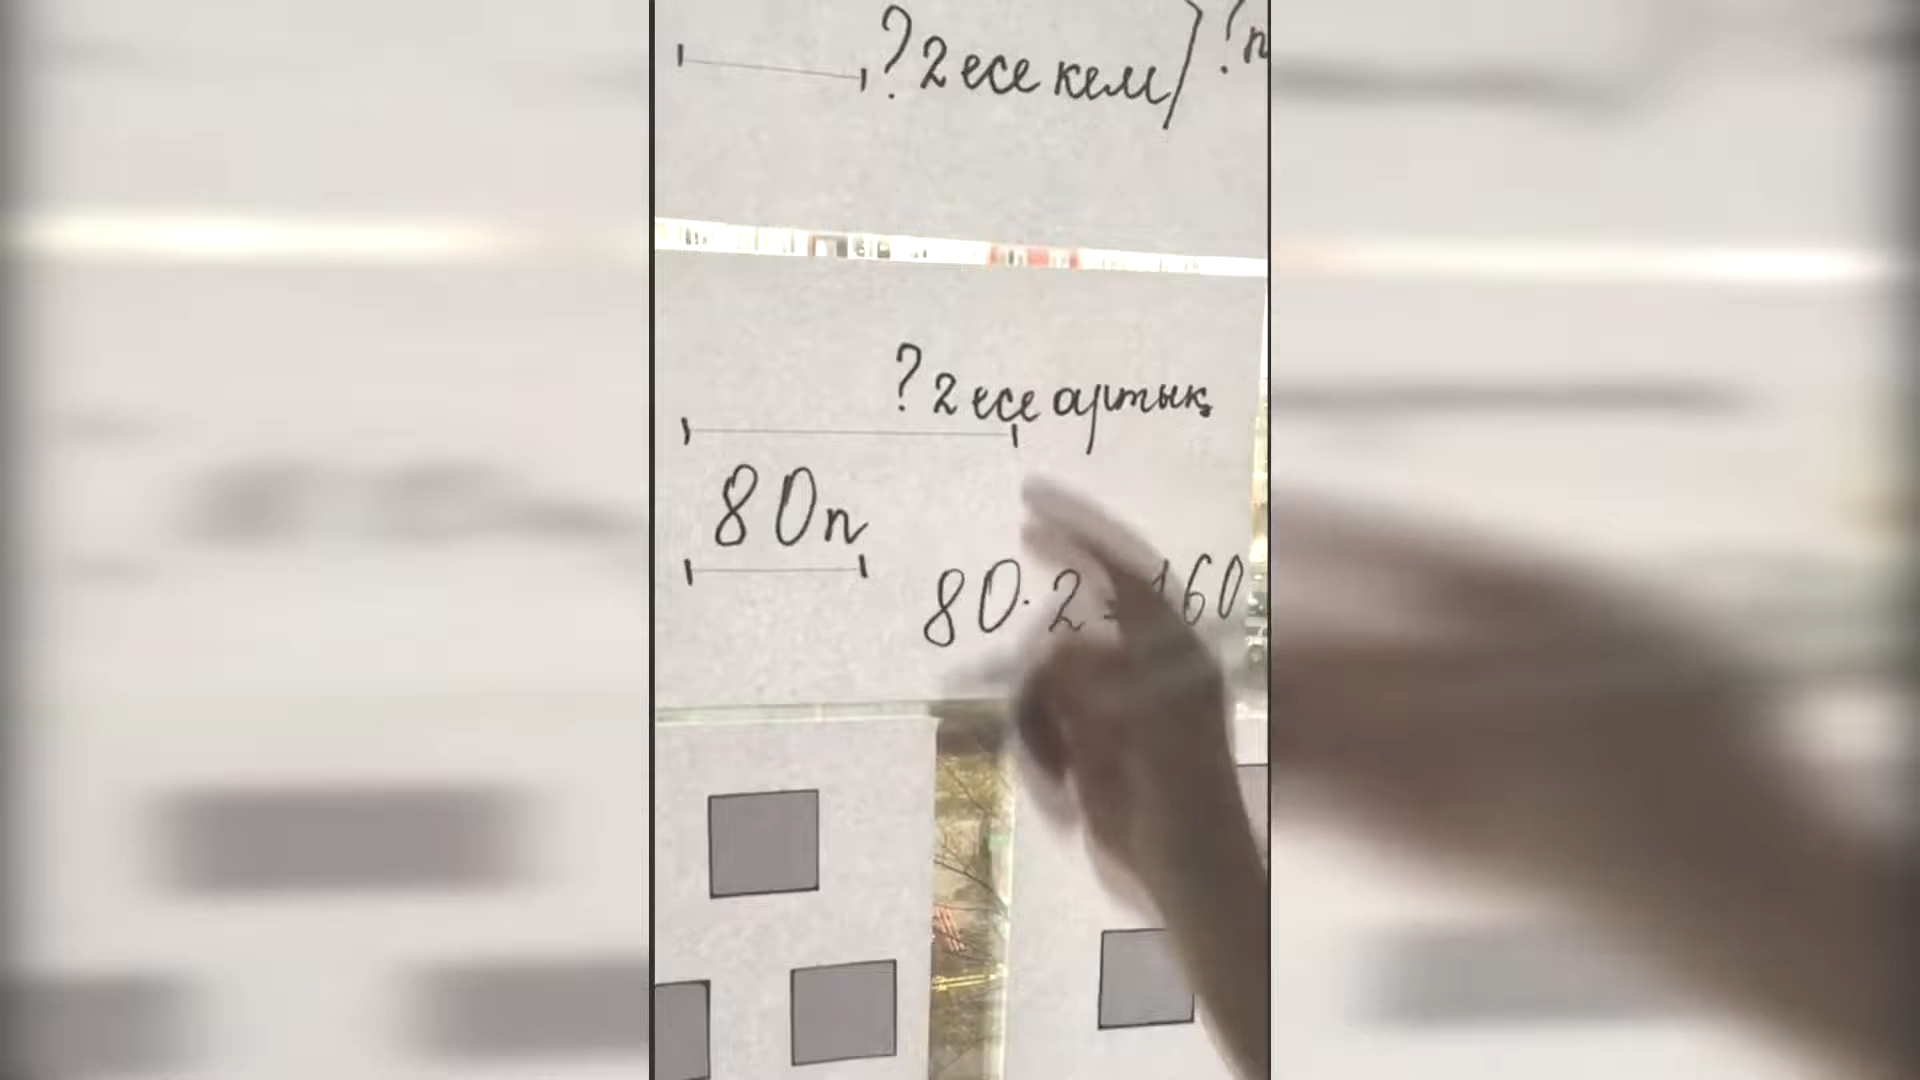 ? 2 есе кем ? п
? 2 есе артық
80п
80·2=160